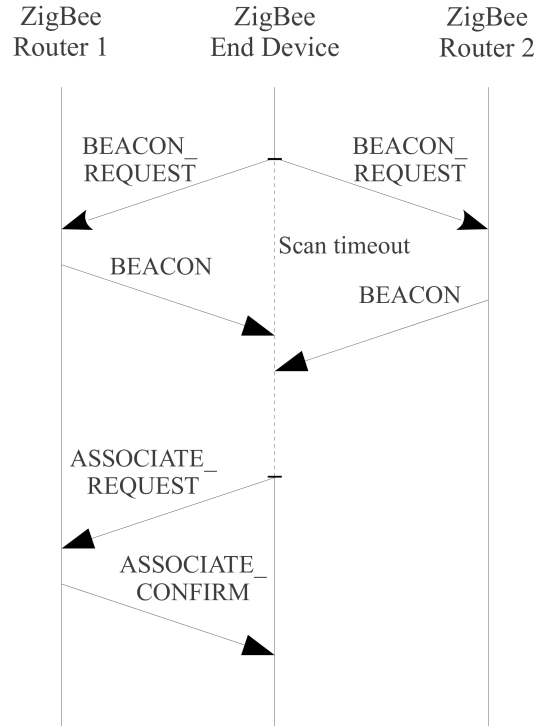 ZigBee
Router 1
ZigBee
End Device
ZigBee
Router 2
BEACON_
REQUEST
BEACON_
REQUEST
Scan timeout
BEACON
BEACON
ASSOCIATE_
REQUEST
ASSOCIATE_
CONFIRM